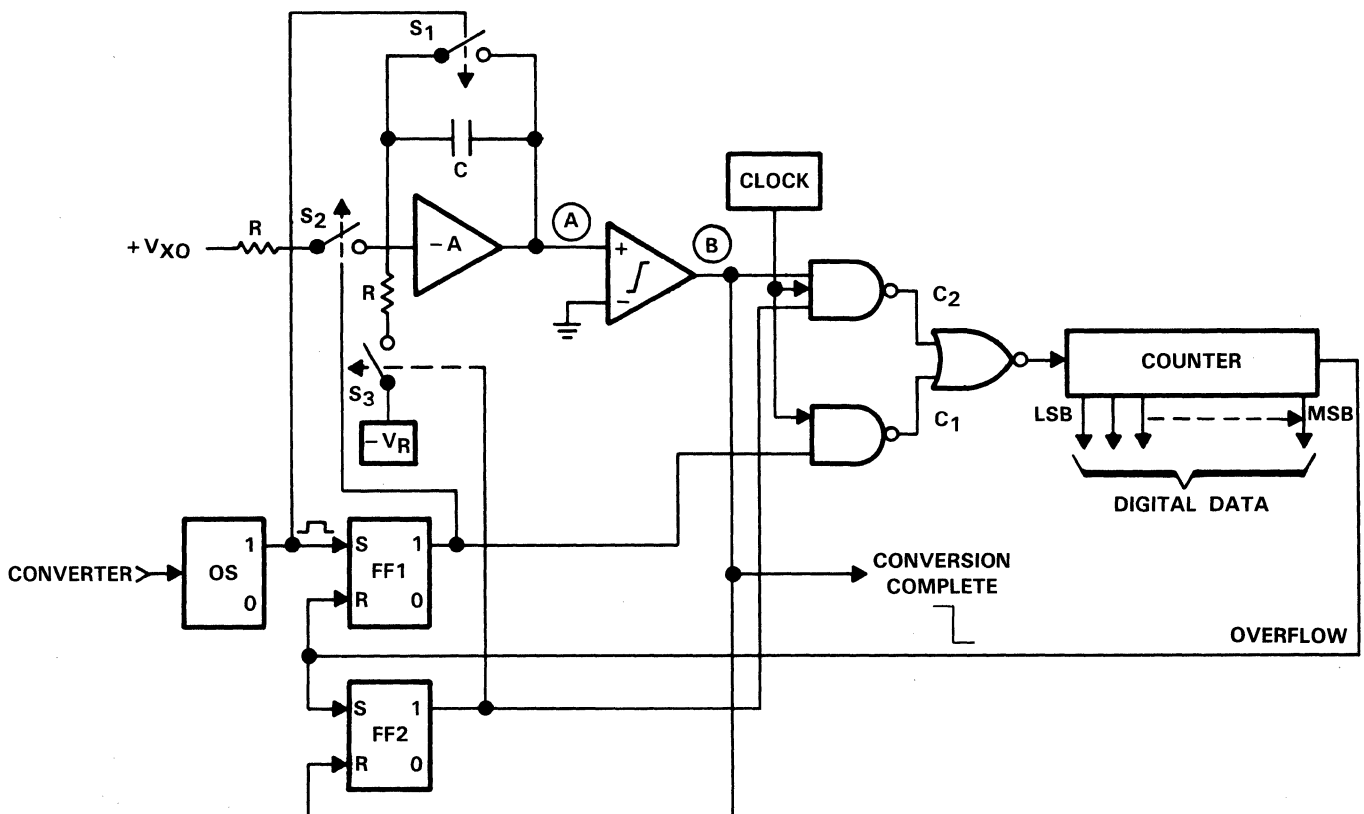 S1
C
CLOCK
R
S2
+ VXO
– A
A
+
–
B
C2
R
S3
– VR
C1
COUNTER
LSB
MSB
DIGITAL DATA
CONVERTER
OS
1
0
S
1
FF1
R
0
CONVERSION
COMPLETE
OVERFLOW
S
1
FF2
R
0